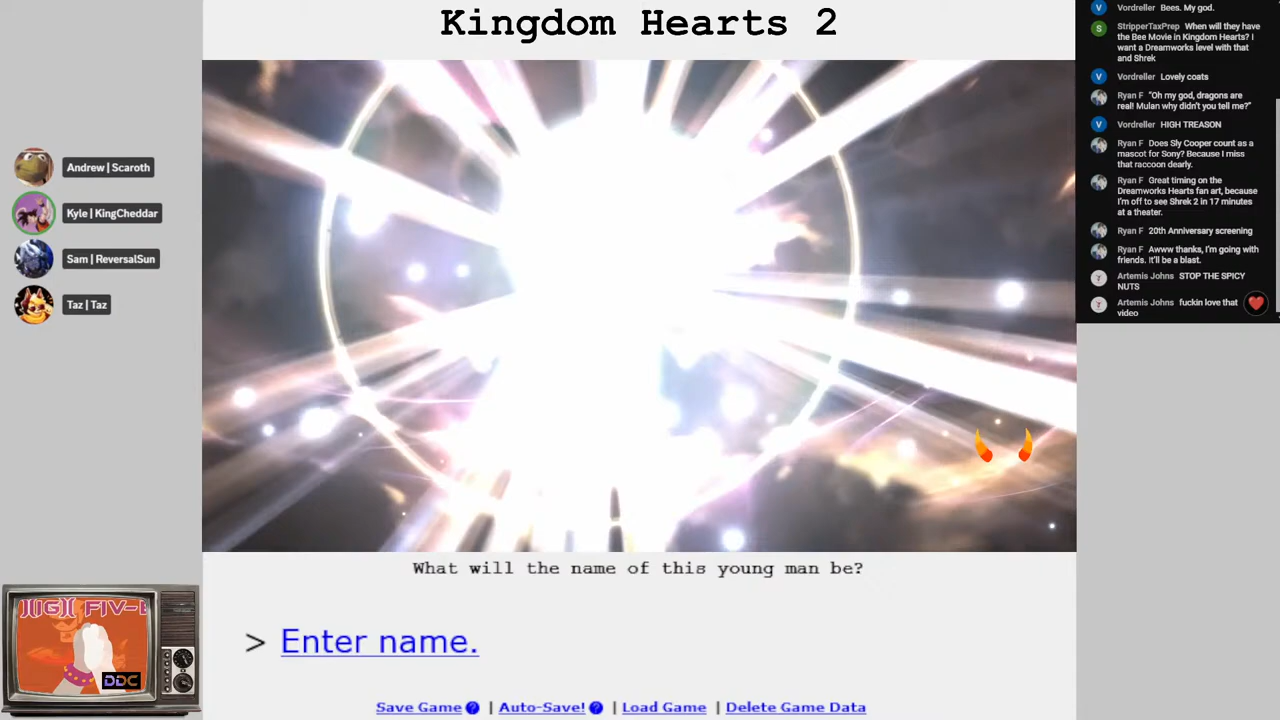 Kingdom Hearts 2
Andrew | Scaroth
Kyle | KingCheddar
Sam | ReversalSun
Taz | Taz
What will the name of this young man be?
> Enter name.
Save Game ? | Auto-Save! ? | Load Game | Delete Game Data
DDC
V Vordreller Bees. My god.
S StripperTaxPrep When will they have
the Bee Movie in Kingdom Hearts? I
want a Dreamworks level with that
and Shrek
V Vordreller Lovely coats
Ryan F "Oh my god, dragons are
real! Mulan why didn't you tell me?"
V Vordreller HIGH TREASON
Ryan F Does Sly Cooper count as a
mascot for Sony? Because I miss
that raccoon dearly.
Ryan F Great timing on the
Dreamworks Hearts fan art, because
I'm off to see Shrek 2 in 17 minutes
at a theater.
Ryan F 20th Anniversary screening
Ryan F Awww thanks, I'm going with
friends. It'll be a blast.
Artemis Johns STOP THE SPICY
NUTS
Artemis Johns fuckin love that
video